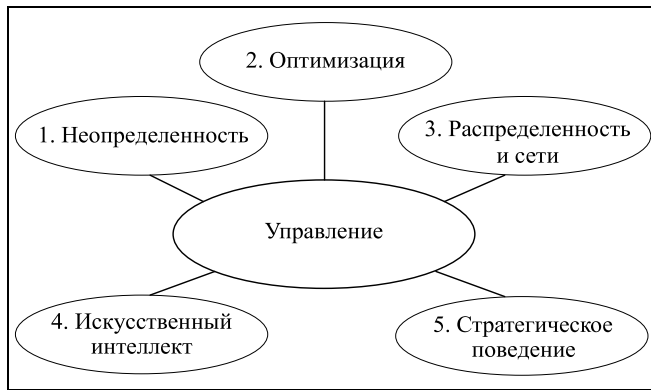 2. Оптимизация
1. Неопределенность
3. Распределенность
и сети
Управление
4. Искусственный
интеллект
5. Стратегическое
поведение